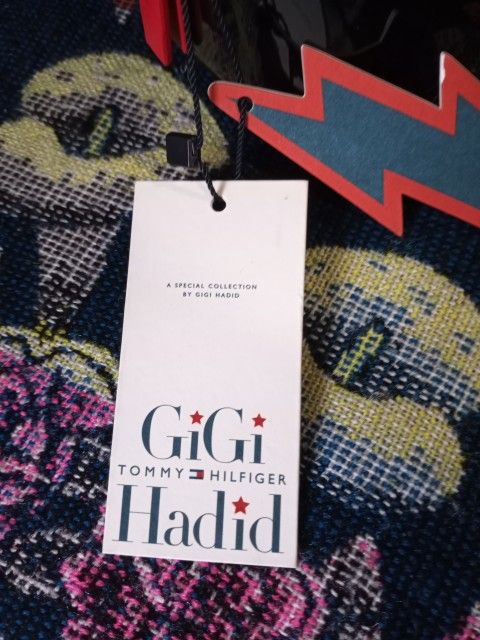 A SPECIAL COLLECTION
BY GIGI HADID
GiGi
TOMMY HILFIGER
Hadid